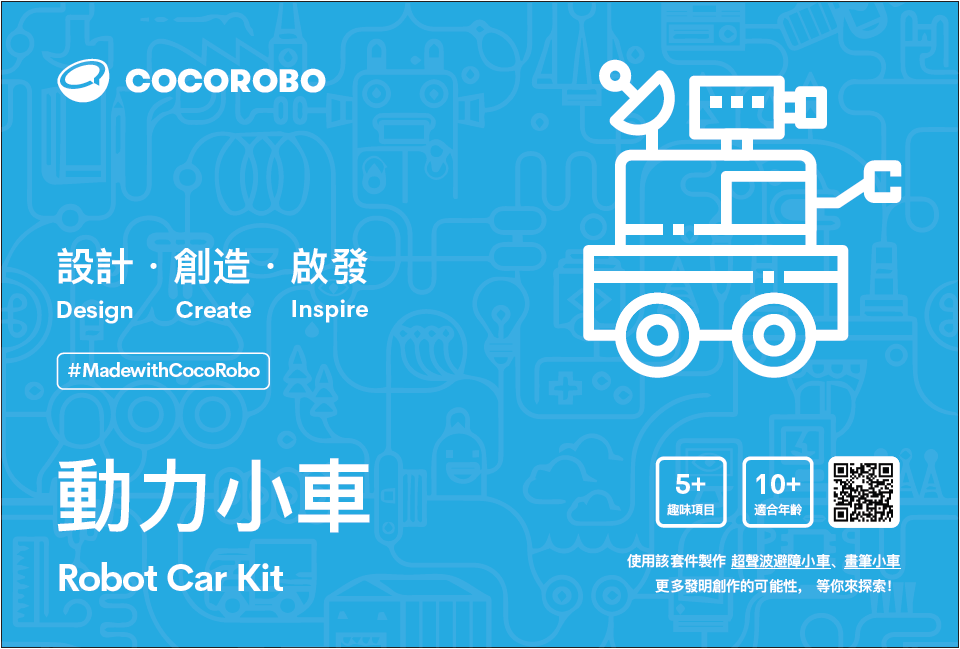 COCOROBO
設計 · 創造 · 啟發
Design Create Inspire
#MadewithCocoRobo
動力小車
Robot Car Kit
5+ 10+
趣味項目 適合年齡
使用該套件製作 超聲波避障小車、畫筆小車
更多發明創作的可能性， 等你來探索！